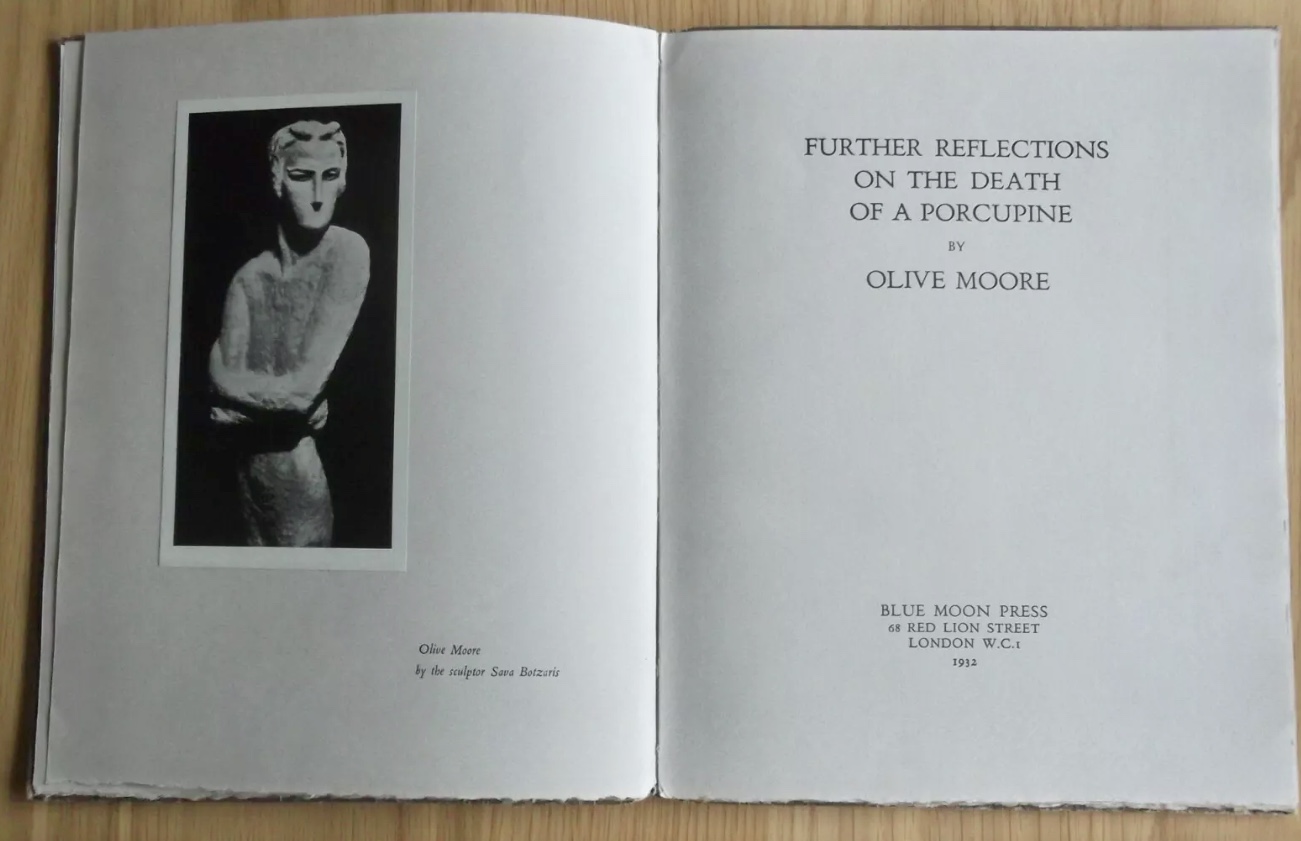 Olive Moore
by the sculptor Sava Botzaris
FURTHER REFLECTIONS
ON THE DEATH
OF A PORCUPINE
BY
OLIVE MOORE
BLUE MOON PRESS
68 RED LION STREET
LONDON W.C.1
1932